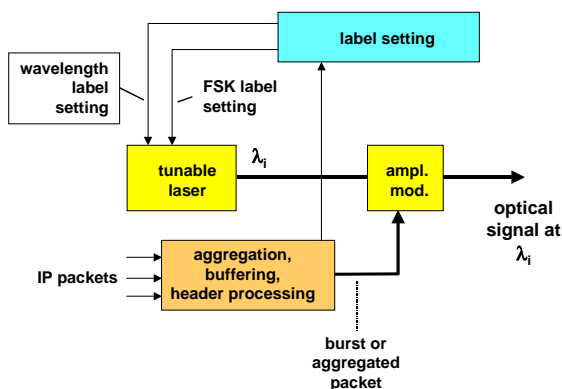 label setting
wavelength
label
setting
FSK label
setting
λi
tunable
laser
ampl.
mod.
optical
signal at
λi
IP packets
aggregation,
buffering,
header processing
burst or
aggregated
packet